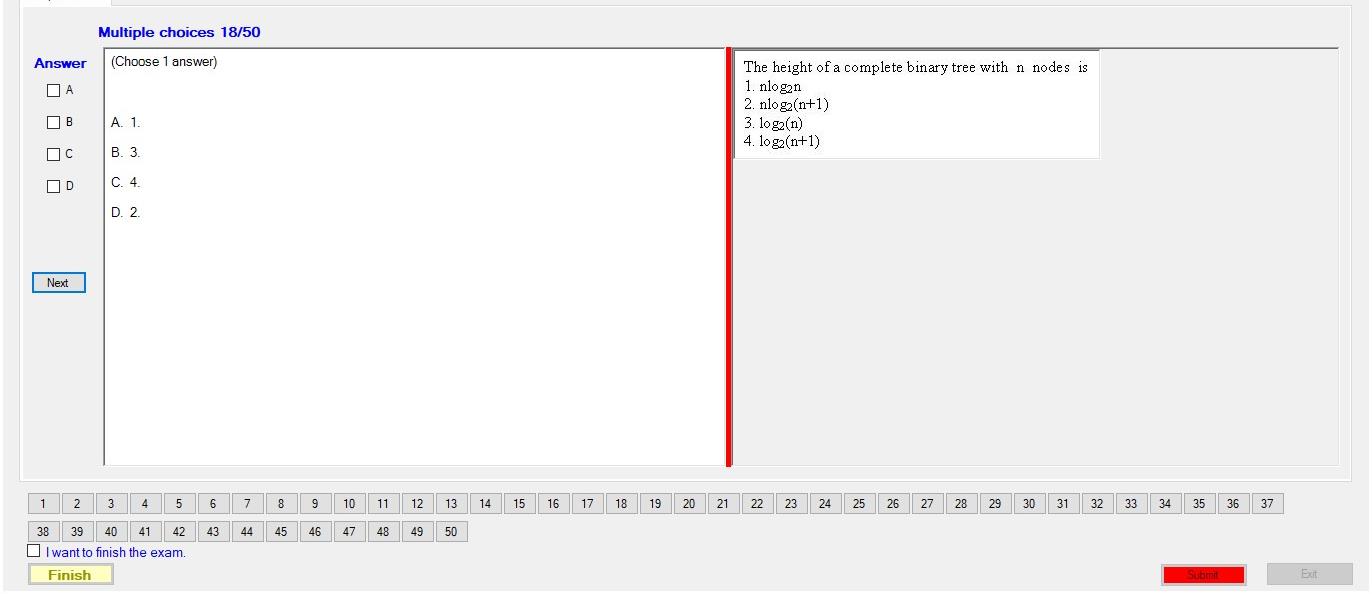 Multiple choices 18/50
Answer
A
B
C
D
Next
(Choose 1 answer)
A. 1.
B. 3.
C. 4.
D. 2.
The height of a complete binary tree with n nodes is
1. nlog2n
2. nlog2(n+1)
3. log2(n)
4. log2(n+1)
1 2 3 4 5 6 7 8 9 10 11 12 13 14 15 16 17 18 19 20 21 22 23 24 25 26 27 28 29 30 31 32 33 34 35 36 37
38 39 40 41 42 43 44 45 46 47 48 49 50
I want to finish the exam.
Finish
Submit
Exit